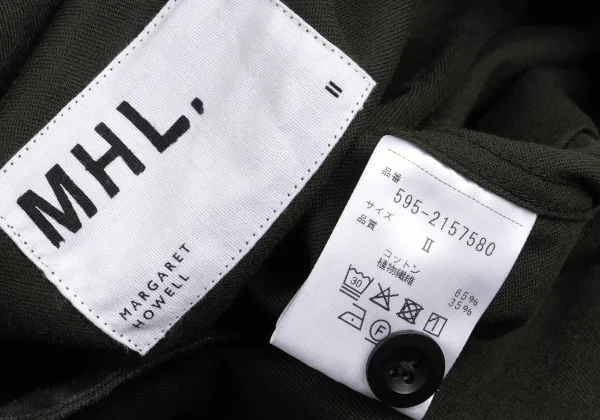 MHL.
II
MARGARET
HOWELL
品番
595-2157580
サイズ
II
品質
コットン 65%
植物繊維 35%
30
F